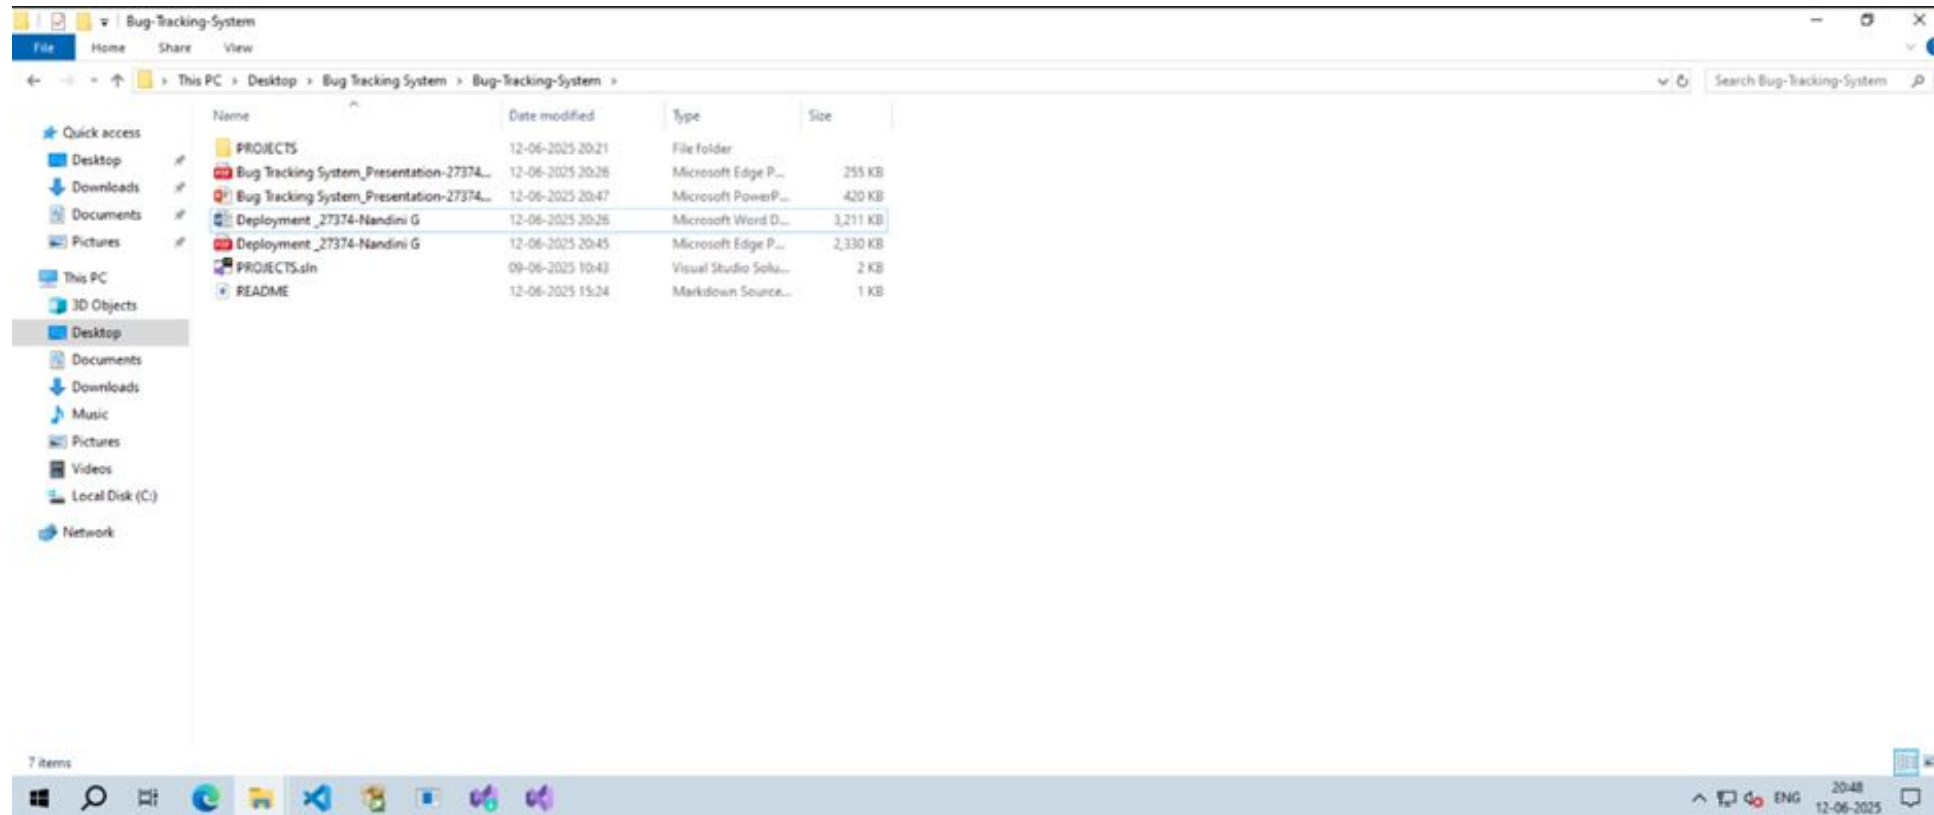 Bug-Tracking-System
File Home Share View
This PC > Desktop > Bug Tracking System > Bug-Tracking-System >
Search Bug-Tracking-System
Name Date modified Type Size
Quick access
Desktop
Downloads
Documents
Pictures
This PC
3D Objects
Desktop
Documents
Downloads
Music
Pictures
Videos
Local Disk (C:)
Network
PROJECTS 12-06-2025 20:21 File folder
Bug Tracking System_Presentation-27374... 12-06-2025 20:26 Microsoft Edge P... 255 KB
Bug Tracking System_Presentation-27374... 12-06-2025 20:47 Microsoft PowerP... 420 KB
Deployment _27374-Nandini G 12-06-2025 20:26 Microsoft Word D... 3,211 KB
Deployment _27374-Nandini G 12-06-2025 20:45 Microsoft Edge P... 2,330 KB
PROJECTS.sln 09-06-2025 10:43 Visual Studio Solu... 2 KB
README 12-06-2025 15:24 Markdown Source... 1 KB
7 items
ENG
20:48
12-06-2025